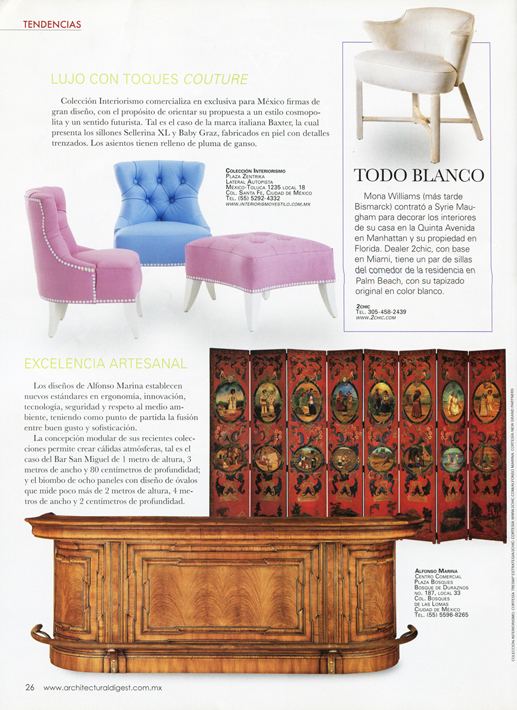 TENDENCIAS
LUJO CON TOQUES COUTURE
Colección Interiorismo comercializa en exclusiva para México firmas de
gran diseño, con el propósito de orientar su propuesta a un estilo cosmopo-
lita y un sentido futurista. Tal es el caso de la marca italiana Baxter, la cual
presenta los sillones Sellerina XL y Baby Graz, fabricados en piel con detalles
trenzados. Los asientos tienen relleno de pluma de ganso.
COLECCIÓN INTERIORISMO
PLAZA ZENTRIKA
LATERAL AUTOPISTA
MÉXICO-TOLUCA 1235 LOCAL 18
COL. SANTA FE, CIUDAD DE MÉXICO
TEL. (55) 5292-4332
WWW.INTERIORISMOYESTILO.COM.MX
TODO BLANCO
Mona Williams (más tarde
Bismarck) contrató a Syrie Mau-
gham para decorar los interiores
de su casa en la Quinta Avenida
en Manhattan y su propiedad en
Florida. Dealer 2chic, con base
en Miami, tiene un par de sillas
del comedor de la residencia en
Palm Beach, con su tapizado
original en color blanco.
2CHIC
TEL. 305-458-2439
WWW.2CHIC.COM
EXCELENCIA ARTESANAL
Los diseños de Alfonso Marina establecen
nuevos estándares en ergonomía, innovación,
tecnología, seguridad y respeto al medio am-
biente, teniendo como punto de partida la fusión
entre buen gusto y sofisticación.
La concepción modular de sus recientes colec-
ciones permite crear cálidas atmósferas, tal es el
caso del Bar San Miguel de 1 metro de altura, 3
metros de ancho y 80 centímetros de profundidad;
y el biombo de ocho paneles con diseño de óvalos
que mide poco más de 2 metros de altura, 4 me-
tros de ancho y 2 centímetros de profundidad.
ALFONSO MARINA
CENTRO COMERCIAL
PLAZA BOSQUES
BOSQUE DE DURAZNOS
NO. 187, LOCAL 33
COL. BOSQUES
DE LAS LOMAS
CIUDAD DE MÉXICO
TEL. (55) 5596-8265
26 www.architecturaldigest.com.mx